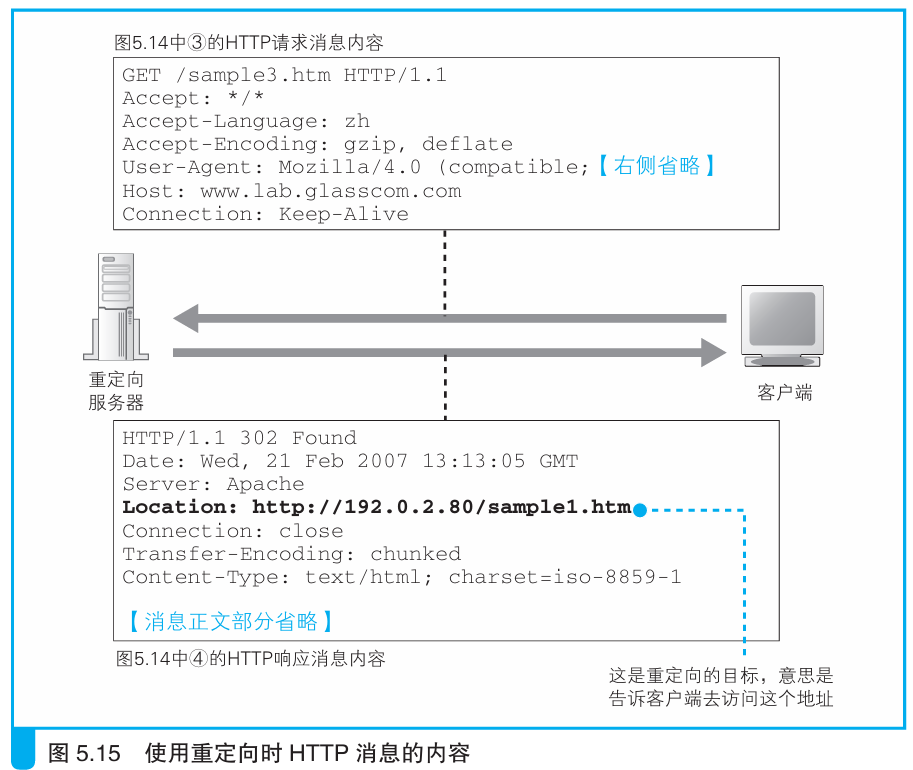 图5.14中③的HTTP请求消息内容
GET /sample3.htm HTTP/1.1
Accept: */*
Accept-Language: zh
Accept-Encoding: gzip, deflate
User-Agent: Mozilla/4.0 (compatible;【右侧省略】
Host: www.lab.glasscom.com
Connection: Keep-Alive
重定向
服务器
客户端
HTTP/1.1 302 Found
Date: Wed, 21 Feb 2007 13:13:05 GMT
Server: Apache
Location: http://192.0.2.80/sample1.htm
Connection: close
Transfer-Encoding: chunked
Content-Type: text/html; charset=iso-8859-1
【消息正文部分省略】
图5.14中④的HTTP响应消息内容
这是重定向的目标，意思是
告诉客户端去访问这个地址
图 5.15 使用重定向时 HTTP 消息的内容